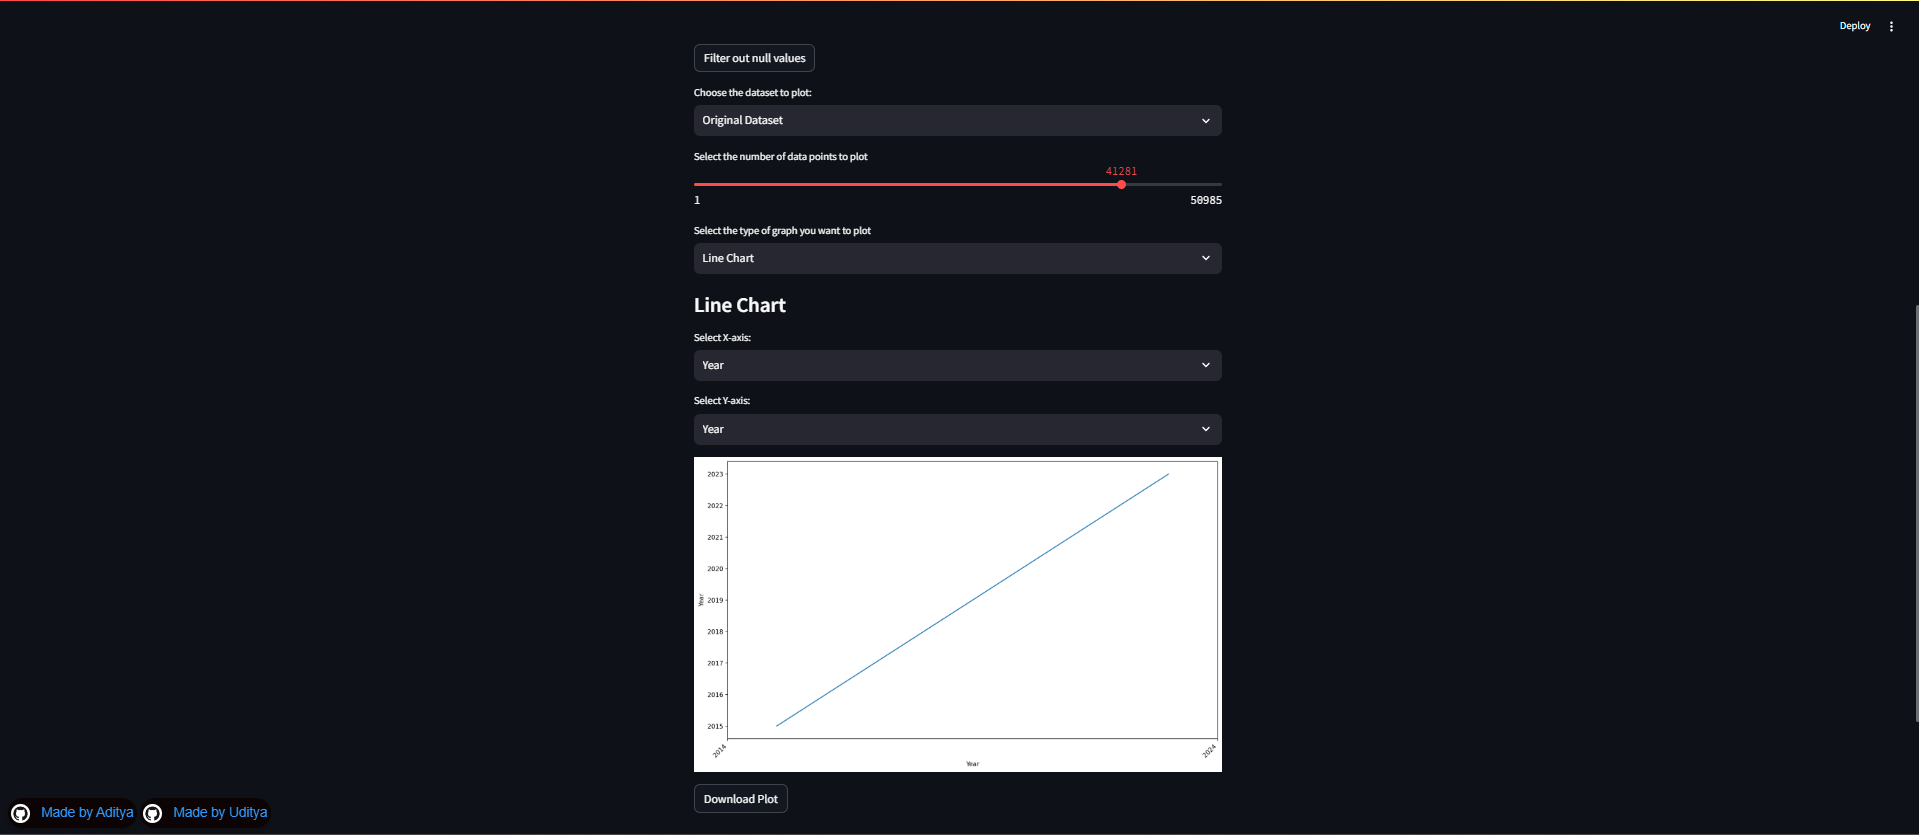 Deploy
Filter out null values
Choose the dataset to plot:
Original Dataset
Select the number of data points to plot
41281
1 50985
Select the type of graph you want to plot
Line Chart
Line Chart
Select X-axis:
Year
Select Y-axis:
Year
2023
2022
2021
2020
Year
2019
2018
2017
2016
2015
2014 2024
Year
Download Plot
Made by Aditya Made by Uditya